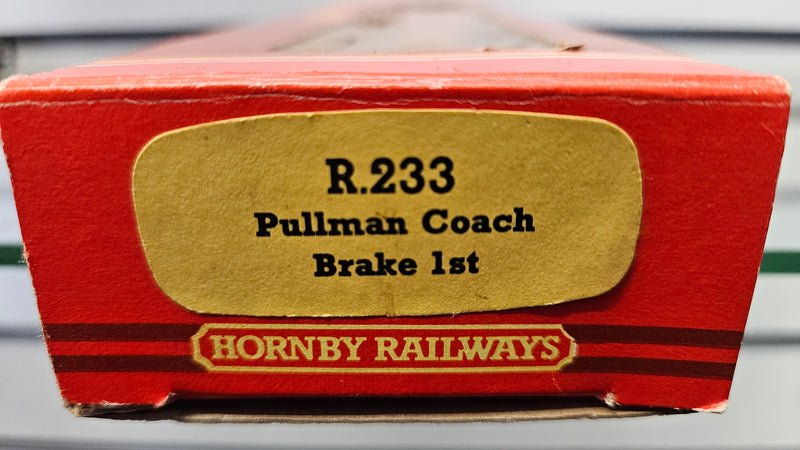 R.233
Pullman Coach
Brake 1st
HORNBY RAILWAYS